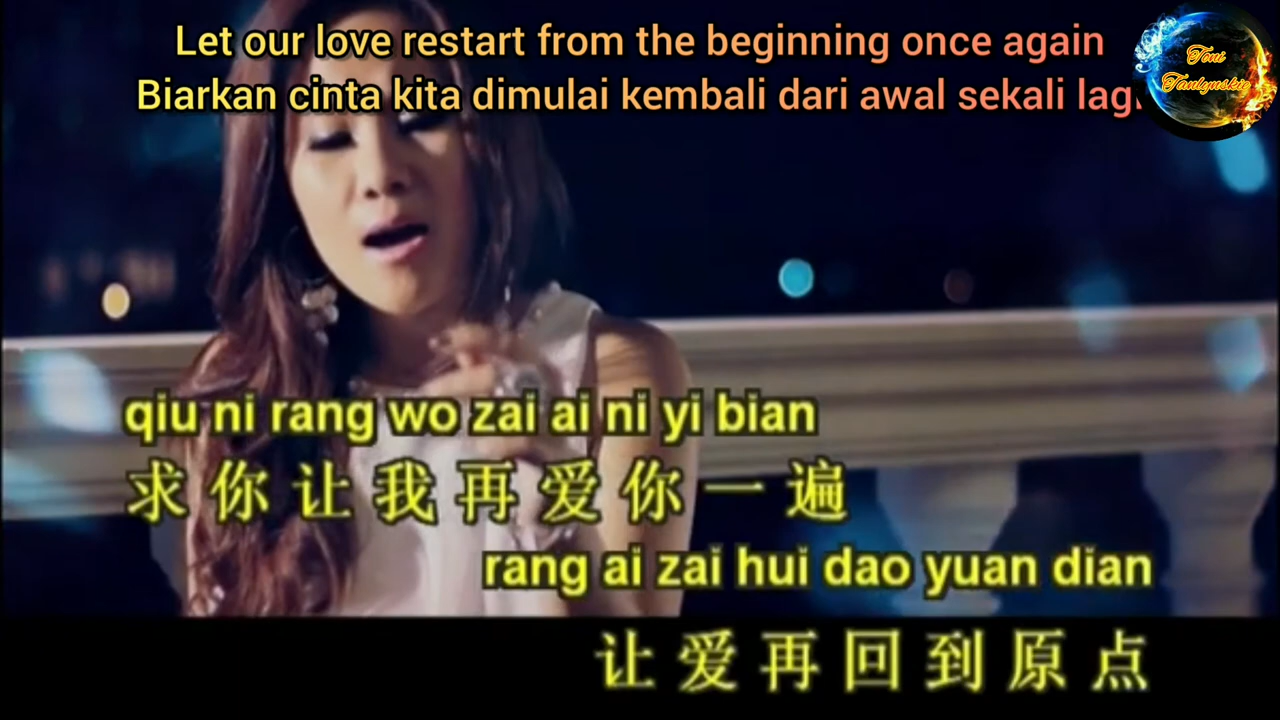 Let our love restart from the beginning once again
Biarkan cinta kita dimulai kembali dari awal sekali lagi
Toni
Tanlynskie
qiu ni rang wo zai ai ni yi bian
求你让我再爱你一遍
rang ai zai hui dao yuan dian
让爱再回到原点